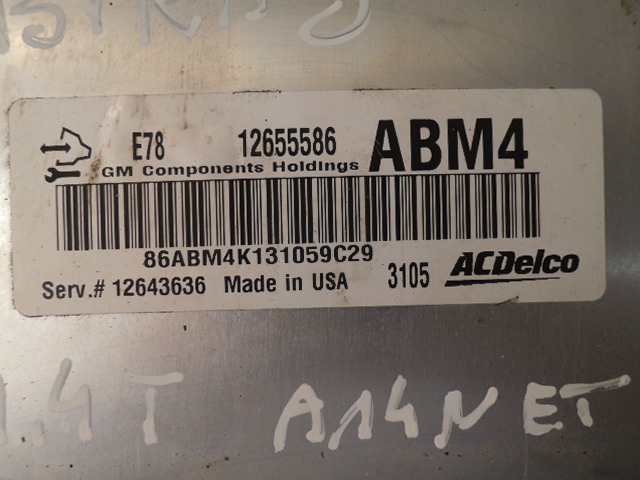 E78 12655586 ABM4
GM Components Holdings
86ABM4K131059C29
Serv.# 12643636 Made in USA 3105 ACDelco
1.4T A14NET